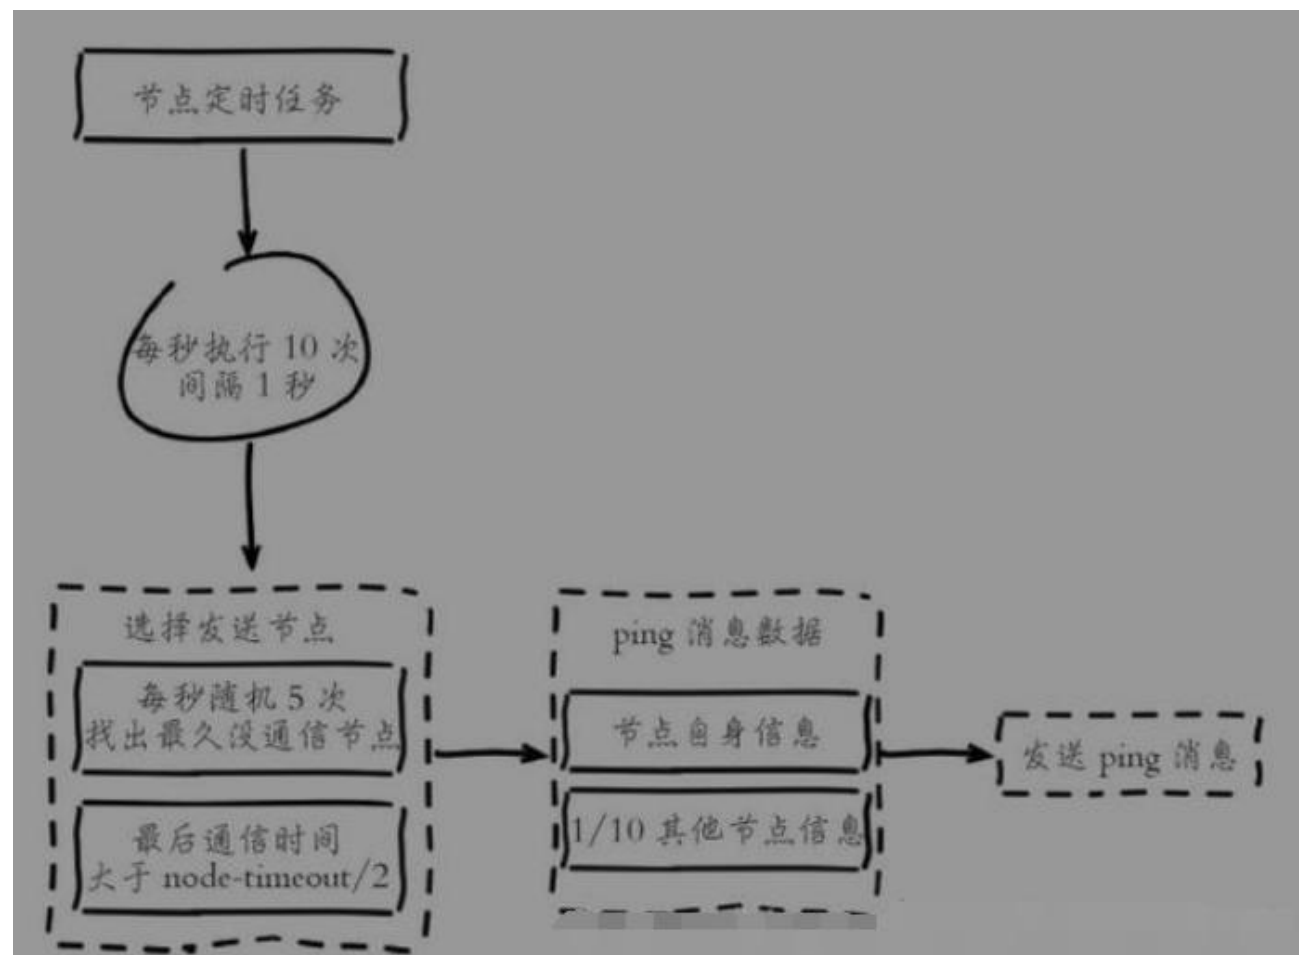 节点定时任务
每秒执行 10 次
间隔 1 秒
选择发送节点
每秒随机 5 次
找出最久没通信节点
最后通信时间
大于 node-timeout/2
ping 消息数据
节点自身信息
1/10 其他节点信息
发送 ping 消息